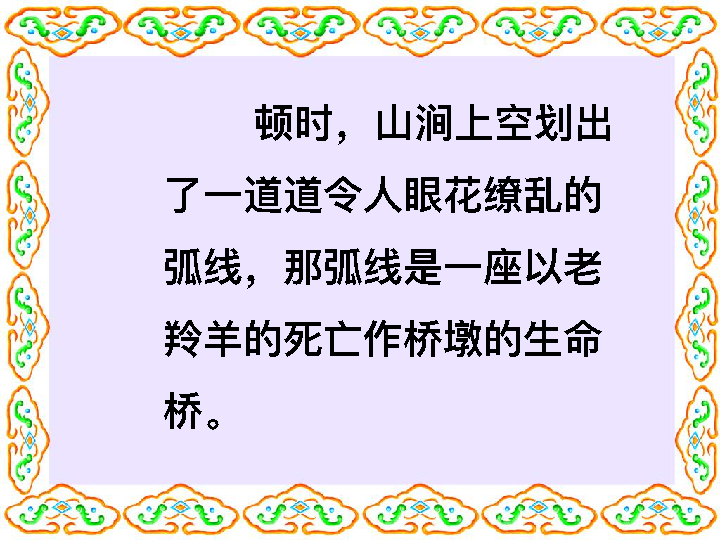 顿时，山涧上空划出
了一道道令人眼花缭乱的
弧线，那弧线是一座以老
羚羊的死亡作桥墩的生命
桥。